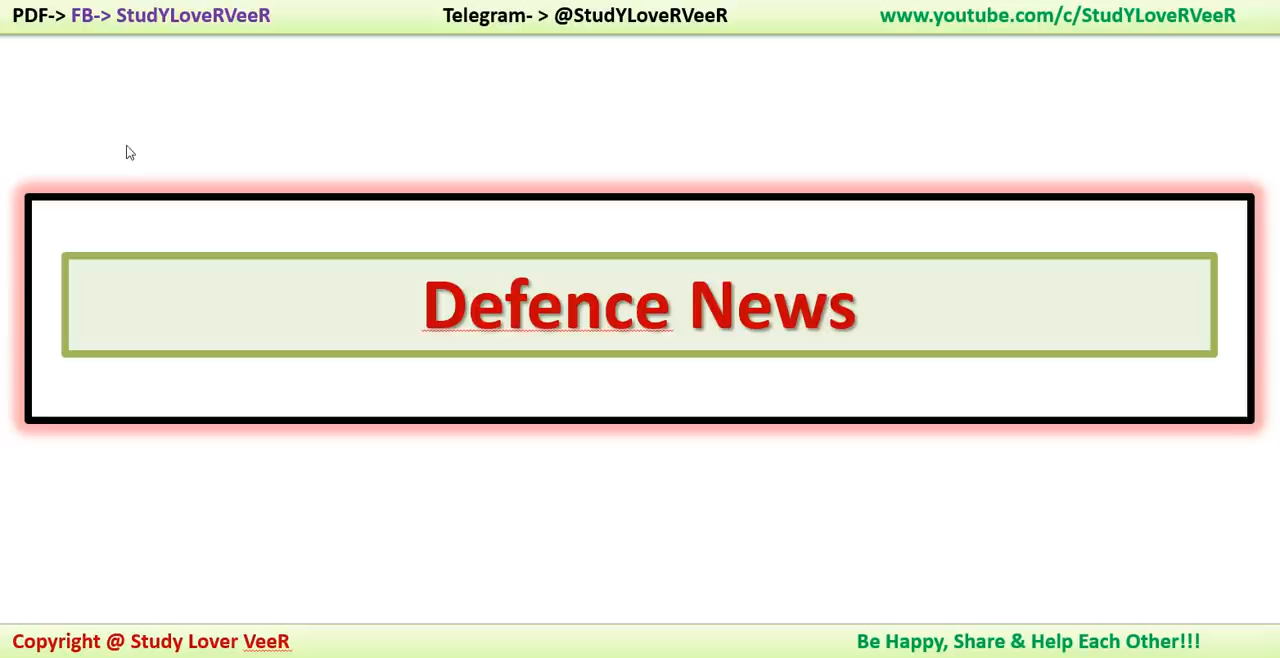 PDF-> FB-> StudYLoveRVeeR Telegram- > @StudYLoveRVeeR www.youtube.com/c/StudYLoveRVeeR
Defence News
Copyright @ Study Lover VeeR Be Happy, Share & Help Each Other!!!